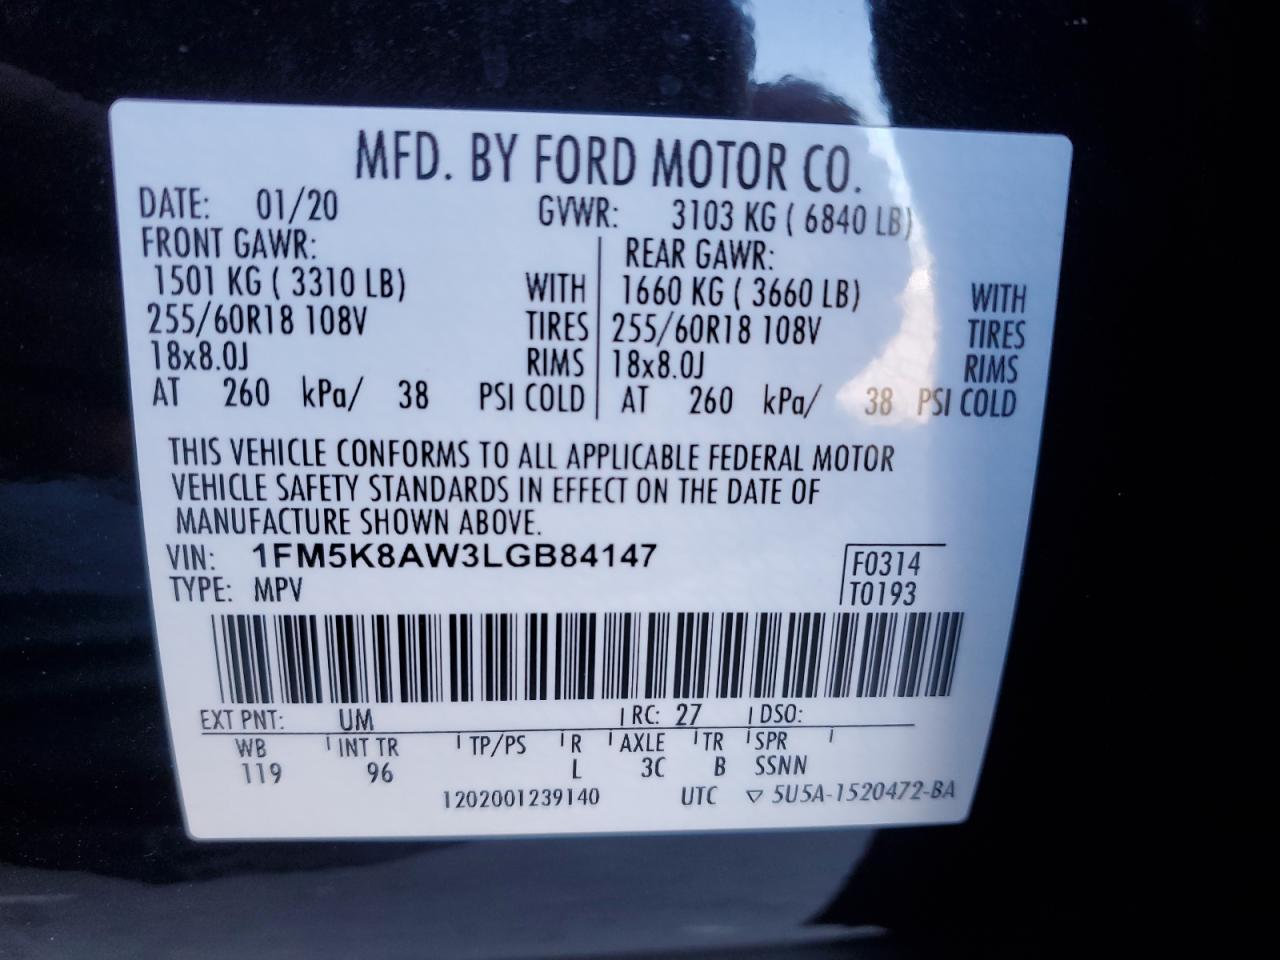 MFD. BY FORD MOTOR CO.
DATE: 01/20 GVWR: 3103 KG ( 6840 LB)
FRONT GAWR: REAR GAWR:
1501 KG ( 3310 LB) WITH 1660 KG ( 3660 LB) WITH
255/60R18 108V TIRES 255/60R18 108V TIRES
18x8.0J RIMS 18x8.0J RIMS
AT 260 kPa/ 38 PSI COLD AT 260 kPa/ 38 PSI COLD
THIS VEHICLE CONFORMS TO ALL APPLICABLE FEDERAL MOTOR
VEHICLE SAFETY STANDARDS IN EFFECT ON THE DATE OF
MANUFACTURE SHOWN ABOVE.
VIN: 1FM5K8AW3LGB84147 F0314
TYPE: MPV T0193
EXT PNT: UM RC: 27 DSO:
WB INT TR TP/PS R AXLE TR SPR
119 96 L 3C B SSNN
1202001239140 UTC ▽ 5U5A-1520472-BA